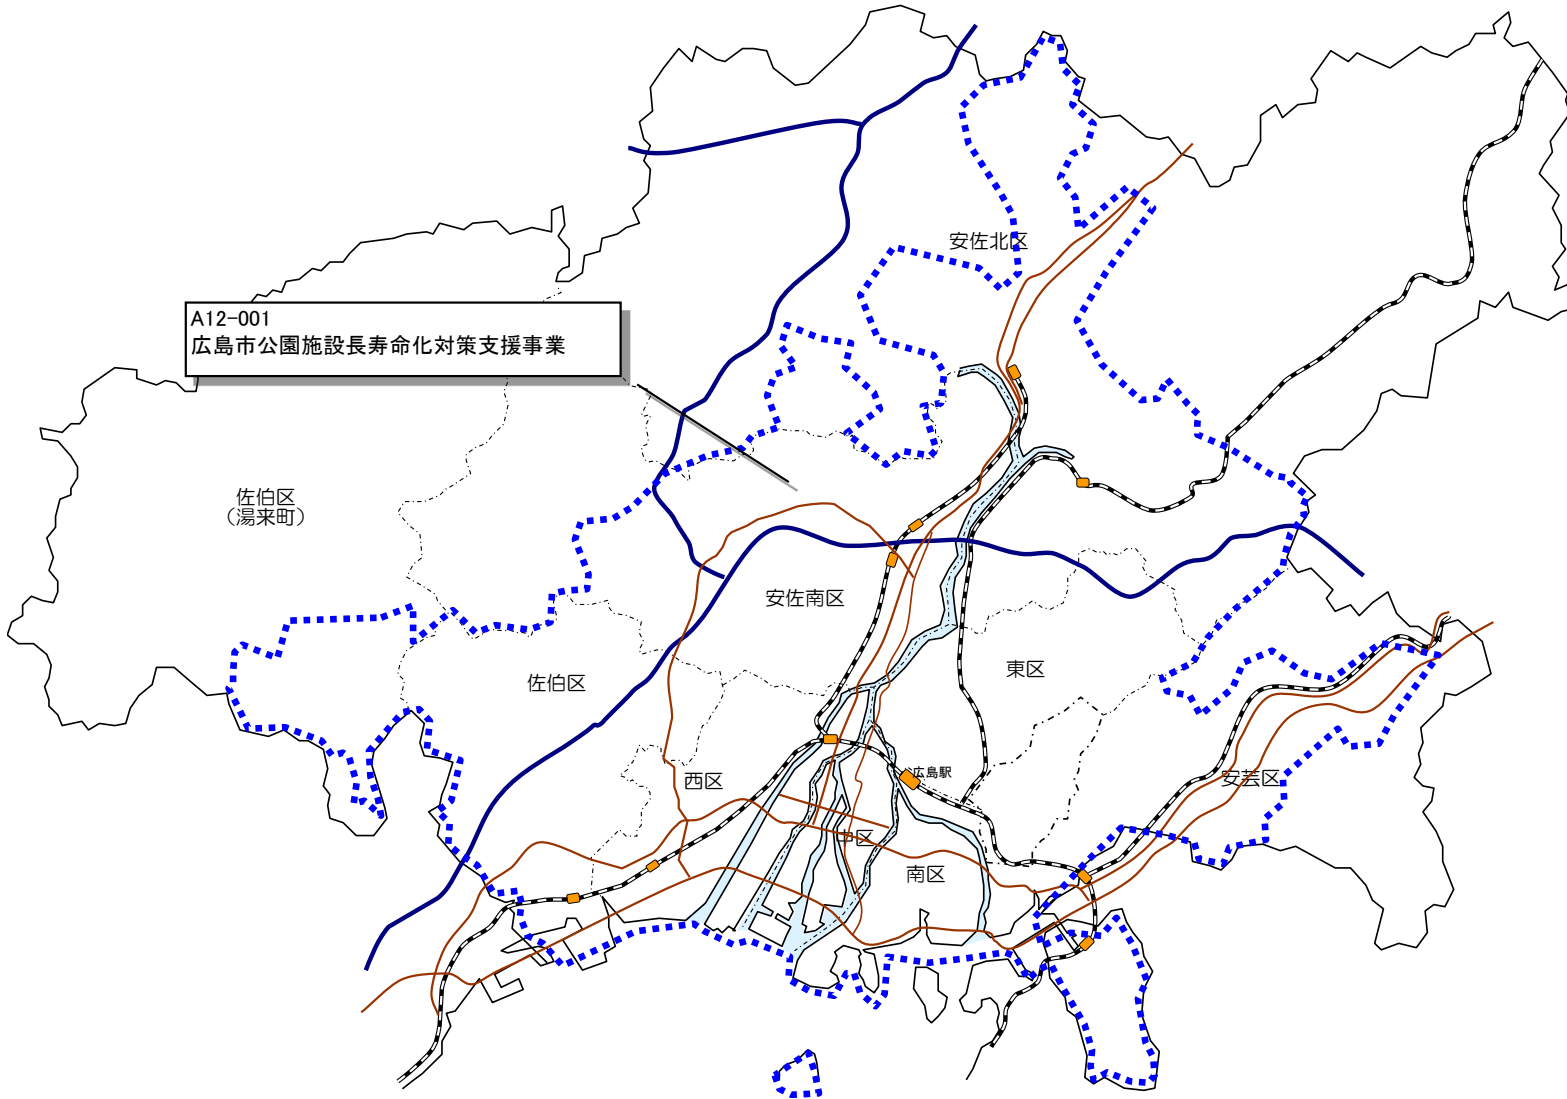 安佐北区
A12-001
広島市公園施設長寿命化対策支援事業
佐伯区
（湯来町）
安佐南区
東区
佐伯区
広島駅
安芸区
西区
中区
南区